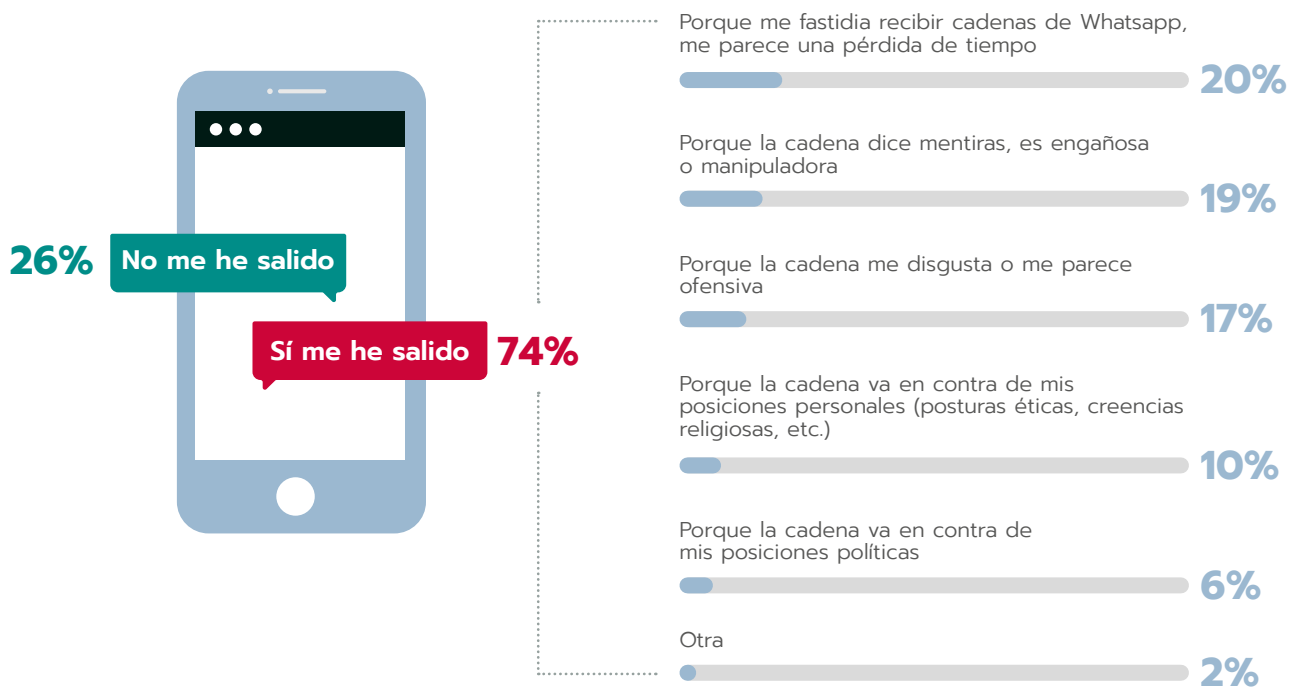 26%
No me he salido
Sí me he salido
74%
Porque me fastidia recibir cadenas de Whatsapp,
me parece una pérdida de tiempo
20%
Porque la cadena dice mentiras, es engañosa
o manipuladora
19%
Porque la cadena me disgusta o me parece
ofensiva
17%
Porque la cadena va en contra de mis
posiciones personales (posturas éticas, creencias
religiosas, etc.)
10%
Porque la cadena va en contra de
mis posiciones políticas
6%
Otra
2%